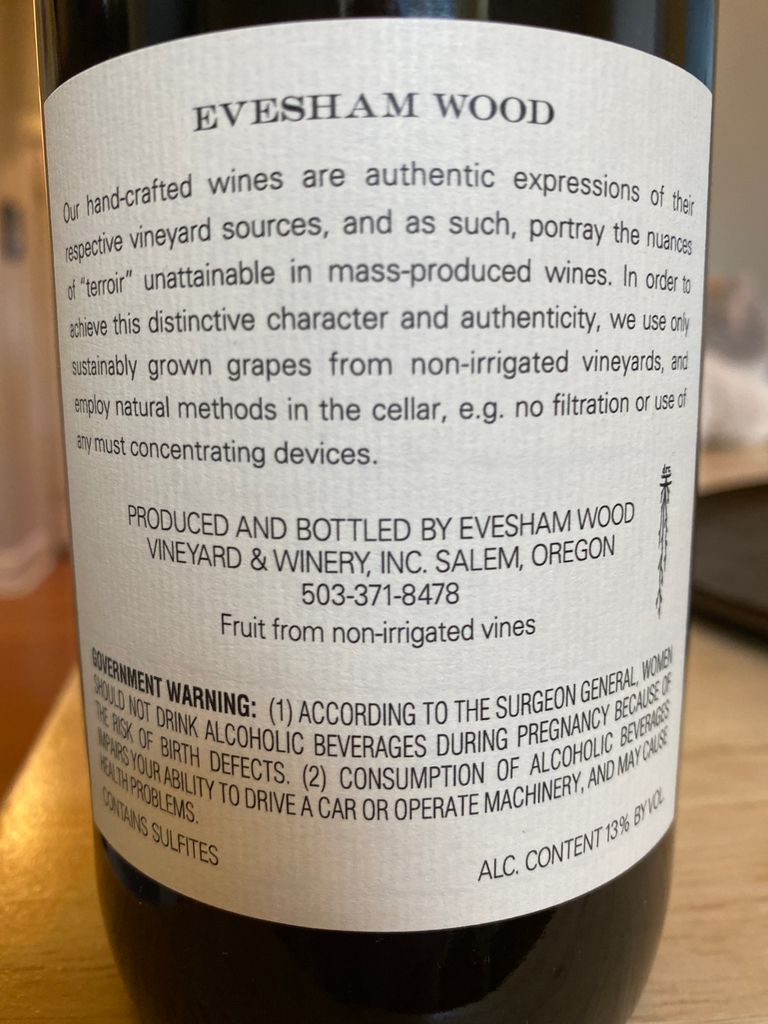 EVESHAM WOOD
Our hand-crafted wines are authentic expressions of their
respective vineyard sources, and as such, portray the nuances
of "terroir" unattainable in mass-produced wines. In order to
achieve this distinctive character and authenticity, we use only
sustainably grown grapes from non-irrigated vineyards, and
employ natural methods in the cellar, e.g. no filtration or use of
any must concentrating devices.
drc
PRODUCED AND BOTTLED BY EVESHAM WOOD
VINEYARD & WINERY, INC. SALEM, OREGON
503-371-8478
Fruit from non-irrigated vines
GOVERNMENT WARNING: (1) ACCORDING TO THE SURGEON GENERAL, WOMEN
SHOULD NOT DRINK ALCOHOLIC BEVERAGES DURING PREGNANCY BECAUSE OF
THE RISK OF BIRTH DEFECTS. (2) CONSUMPTION OF ALCOHOLIC BEVERAGES
IMPAIRS YOUR ABILITY TO DRIVE A CAR OR OPERATE MACHINERY, AND MAY CAUSE
HEALTH PROBLEMS.
CONTAINS SULFITES
ALC. CONTENT 13% BY VOL